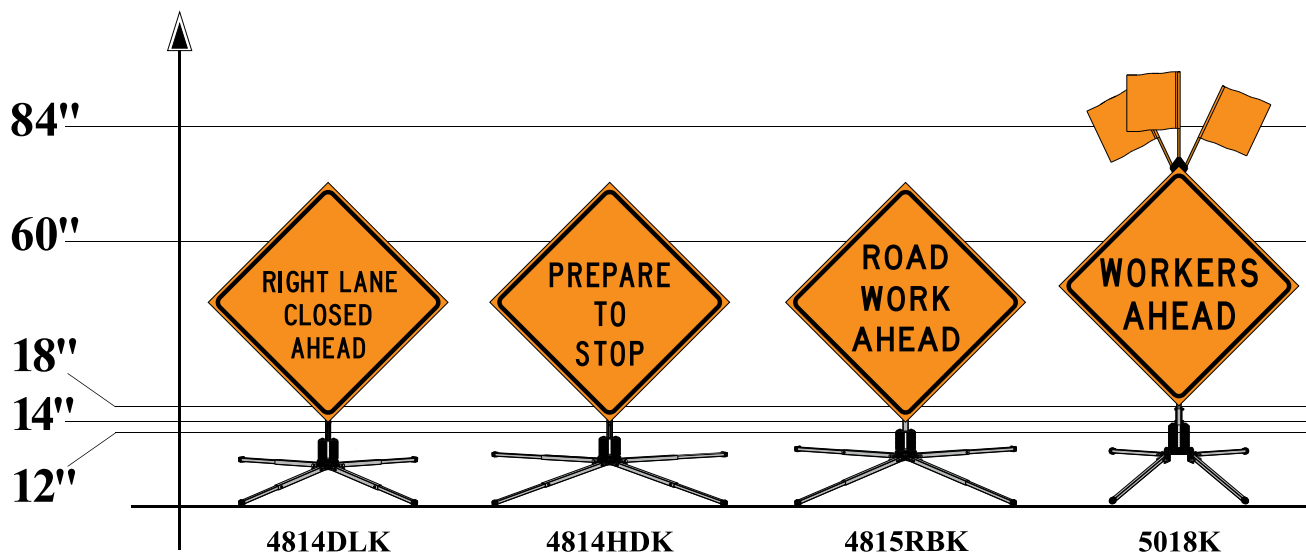 84"
60"
18"
14"
12"
RIGHT LANE
CLOSED
AHEAD
PREPARE
TO
STOP
ROAD
WORK
AHEAD
WORKERS
AHEAD
4814DLK
4814HDK
4815RBK
5018K